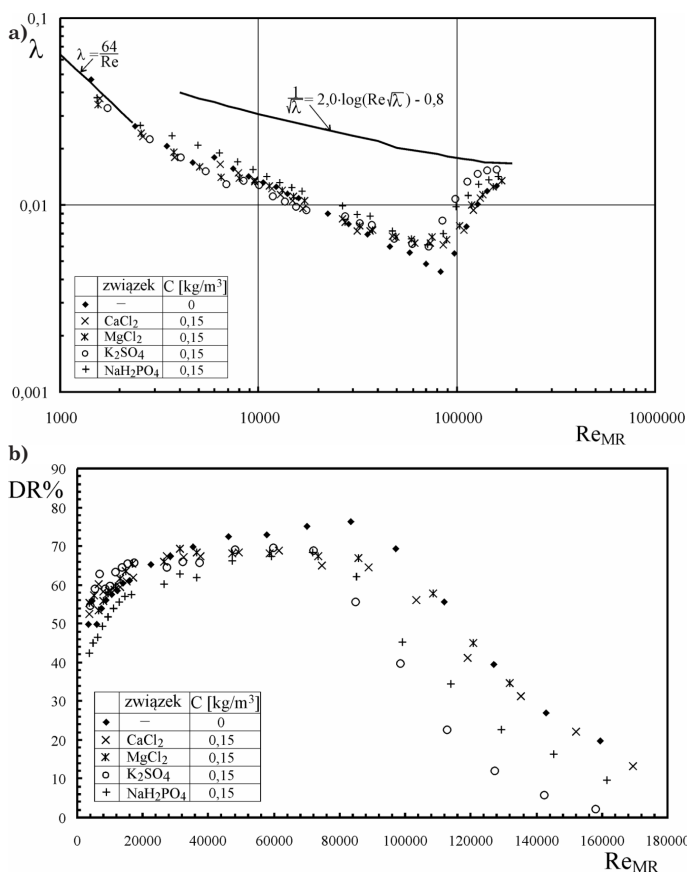 a)
λ
0,1
λ = 64/Re
1/√λ = 2,0·log(Re√λ) - 0,8
0,01
związek C [kg/m³]
– 0
CaCl₂ 0,15
MgCl₂ 0,15
K₂SO₄ 0,15
NaH₂PO₄ 0,15
0,001
1000 10000 100000 1000000
Re_MR
b)
DR%
90
80
70
60
50
40
30
20
10
0
związek C [kg/m³]
– 0
CaCl₂ 0,15
MgCl₂ 0,15
K₂SO₄ 0,15
NaH₂PO₄ 0,15
0 20000 40000 60000 80000 100000 120000 140000 160000 180000
Re_MR